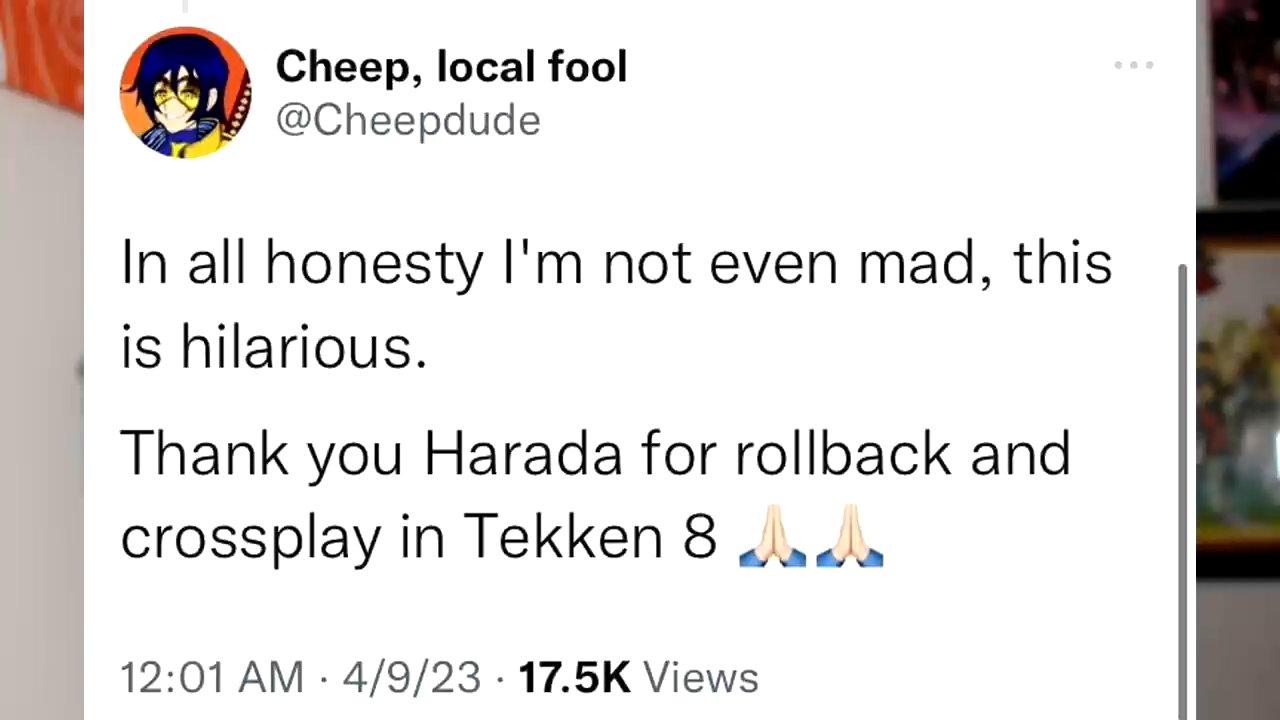 Cheep, local fool
@Cheepdude
In all honesty I'm not even mad, this
is hilarious.
Thank you Harada for rollback and
crossplay in Tekken 8 🙏🏻🙏🏻
12:01 AM · 4/9/23 · 17.5K Views